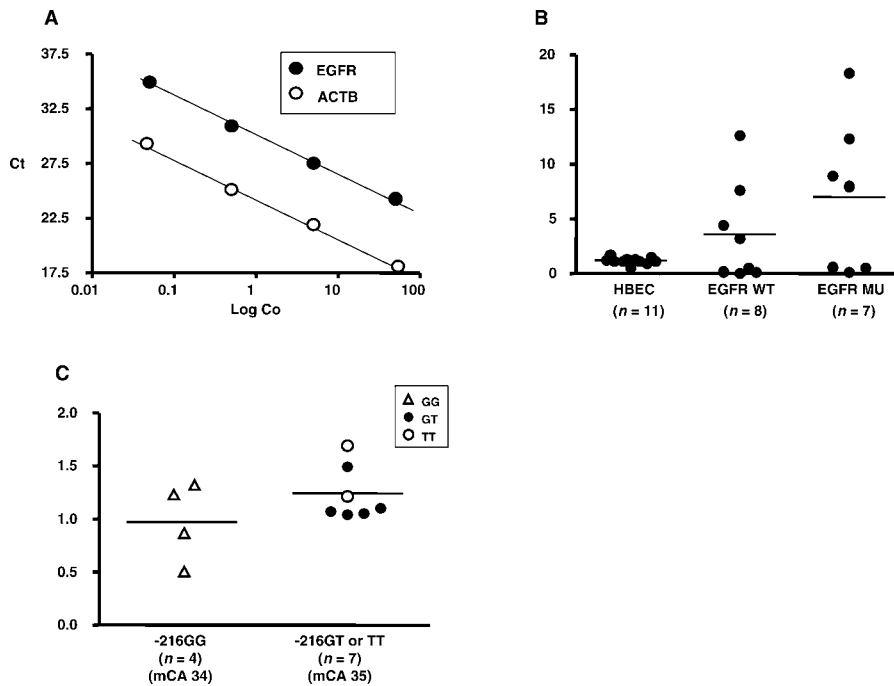 A
37.5
32.5
27.5
22.5
17.5
Ct
0.01
0.1
1
10
100
Log Co
EGFR
ACTB
B
20
15
10
5
0
HBEC
(n = 11)
EGFR WT
(n = 8)
EGFR MU
(n = 7)
C
2.0
1.5
1.0
0.5
0.0
GG
GT
TT
-216GG
(n = 4)
(mCA 34)
-216GT or TT
(n = 7)
(mCA 35)